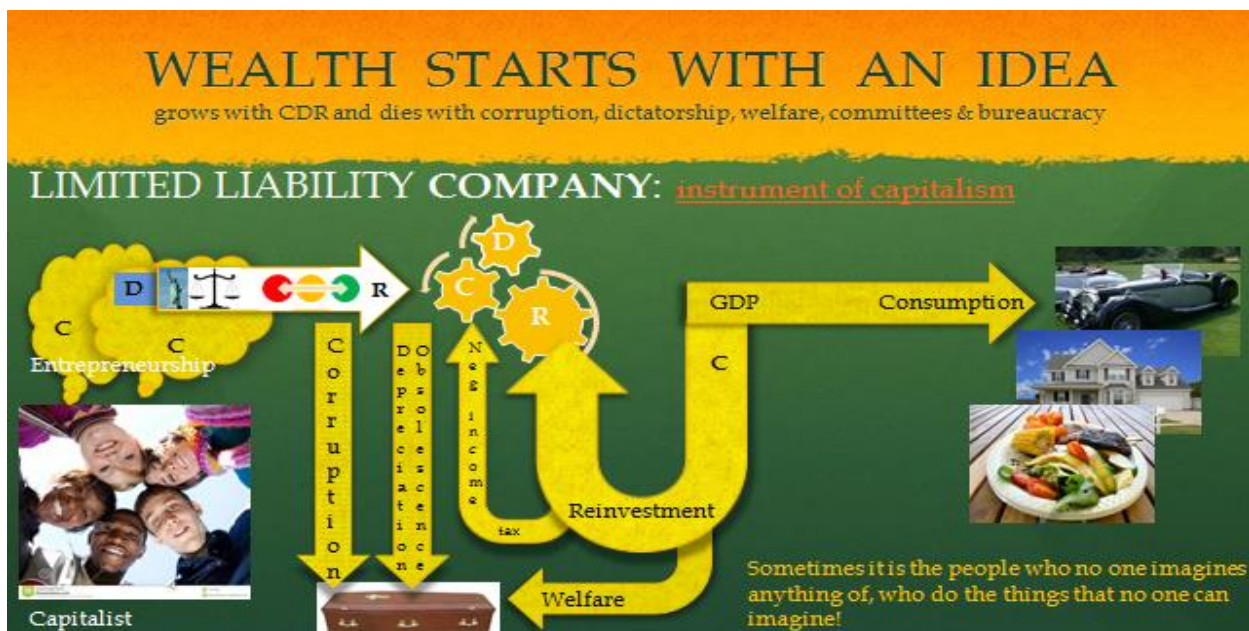 WEALTH STARTS WITH AN IDEA
grows with CDR and dies with corruption, dictatorship, welfare, committees & bureaucracy
LIMITED LIABILITY COMPANY: instrument of capitalism
D
R
C
C
Entrepreneurship
D
C
R
Corruption
Depreciation
Obsolescence
Neg income
tax
GDP
Consumption
C
Reinvestment
Welfare
Capitalist
Sometimes it is the people who no one imagines
anything of, who do the things that no one can
imagine!